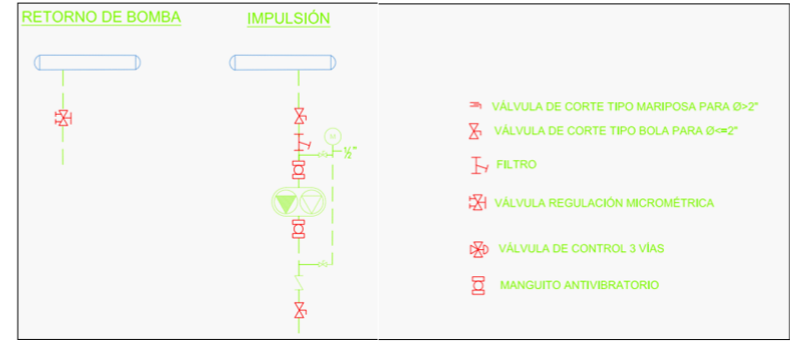 RETORNO DE BOMBA
IMPULSIÓN
M
½"
VÁLVULA DE CORTE TIPO MARIPOSA PARA Ø>2"
VÁLVULA DE CORTE TIPO BOLA PARA Ø<=2"
FILTRO
VÁLVULA REGULACIÓN MICROMÉTRICA
VÁLVULA DE CONTROL 3 VÍAS
MANGUITO ANTIVIBRATORIO